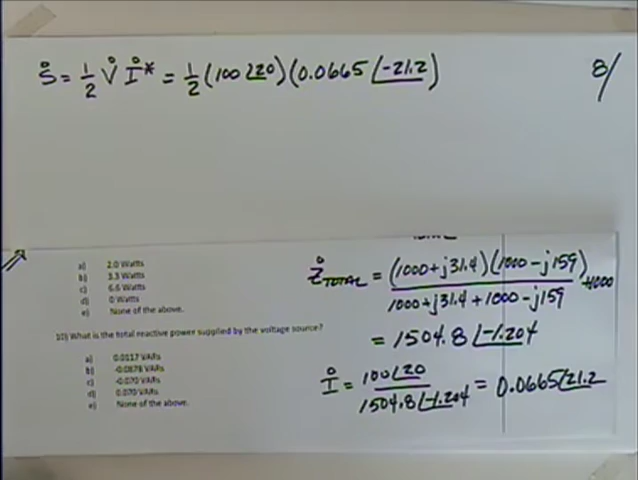 S̊ = 1/2 V̊ I̊* = 1/2 (100∠20)(0.0665∠-21.2)
8/
a) 2.0 Watts
b) 3.3 Watts
c) 6.6 Watts
d) 0 Watts
e) None of the above.
10) What is the total reactive power supplied by the voltage source?
a) 0.0117 VARs
b) -0.0878 VARs
c) -0.070 VARs
d) 0.070 VARs
e) None of the above.
Z̊TOTAL = (1000+j31.4)(1000-j159) / 1000+j31.4+1000-j159 +1000
= 1504.8∠-1.204
I̊ = 100∠20 / 1504.8∠-1.204 = 0.0665∠21.2